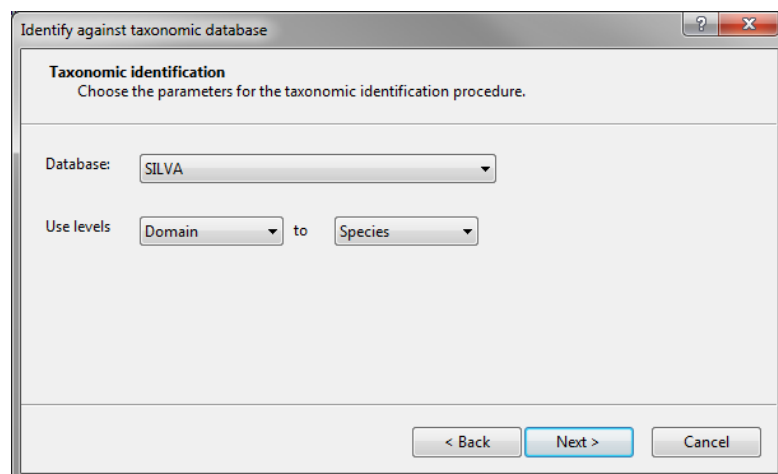 Identify against taxonomic database
Taxonomic identification
Choose the parameters for the taxonomic identification procedure.
Database: SILVA
Use levels Domain to Species
< Back Next > Cancel